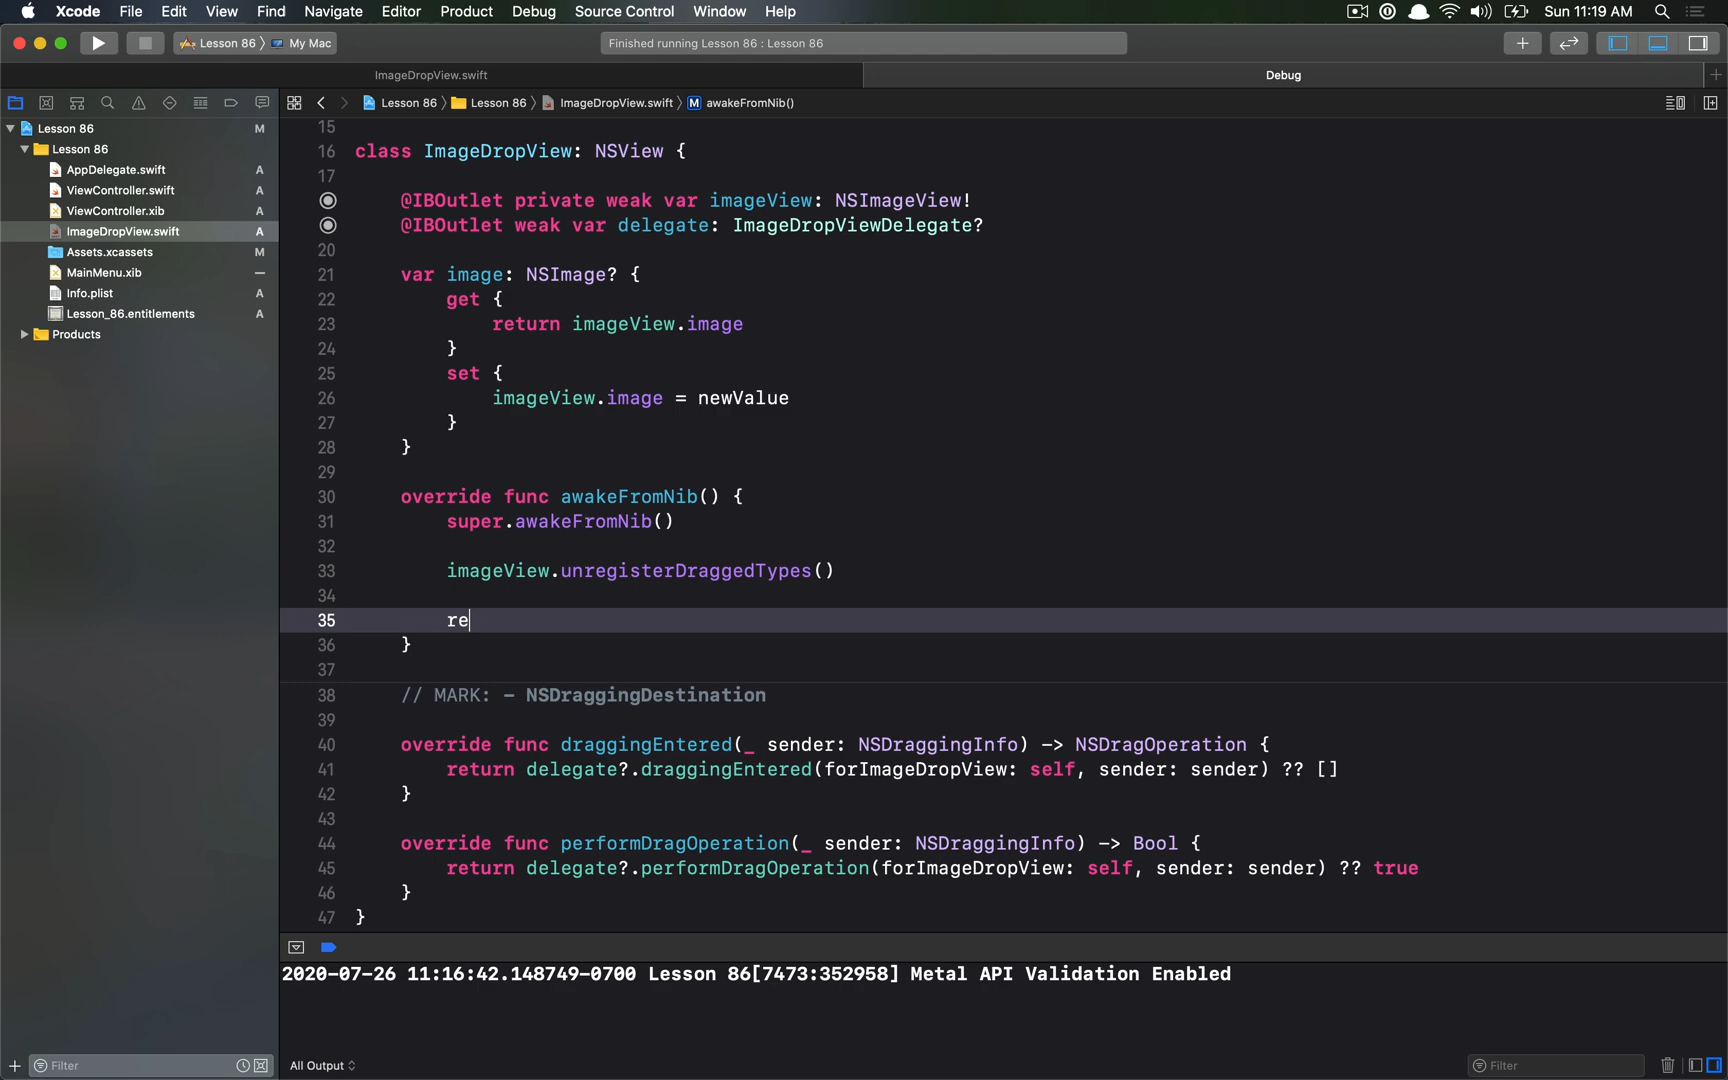 Xcode File Edit View Find Navigate Editor Product Debug Source Control Window Help Sun 11:19 AM
Lesson 86 〉 My Mac Finished running Lesson 86 : Lesson 86
ImageDropView.swift Debug
Lesson 86 〉 Lesson 86 〉 ImageDropView.swift 〉 M awakeFromNib()
Lesson 86 M
Lesson 86
AppDelegate.swift A
ViewController.swift A
ViewController.xib A
ImageDropView.swift A
Assets.xcassets M
MainMenu.xib —
Info.plist A
Lesson_86.entitlements A
Products
15
16 class ImageDropView: NSView {
17
@IBOutlet private weak var imageView: NSImageView!
@IBOutlet weak var delegate: ImageDropViewDelegate?
20
21 var image: NSImage? {
22 get {
23 return imageView.image
24 }
25 set {
26 imageView.image = newValue
27 }
28 }
29
30 override func awakeFromNib() {
31 super.awakeFromNib()
32
33 imageView.unregisterDraggedTypes()
34
35 re
36 }
37
38 // MARK: - NSDraggingDestination
39
40 override func draggingEntered(_ sender: NSDraggingInfo) -> NSDragOperation {
41 return delegate?.draggingEntered(forImageDropView: self, sender: sender) ?? []
42 }
43
44 override func performDragOperation(_ sender: NSDraggingInfo) -> Bool {
45 return delegate?.performDragOperation(forImageDropView: self, sender: sender) ?? true
46 }
47 }
2020-07-26 11:16:42.148749-0700 Lesson 86[7473:352958] Metal API Validation Enabled
Filter All Output Filter